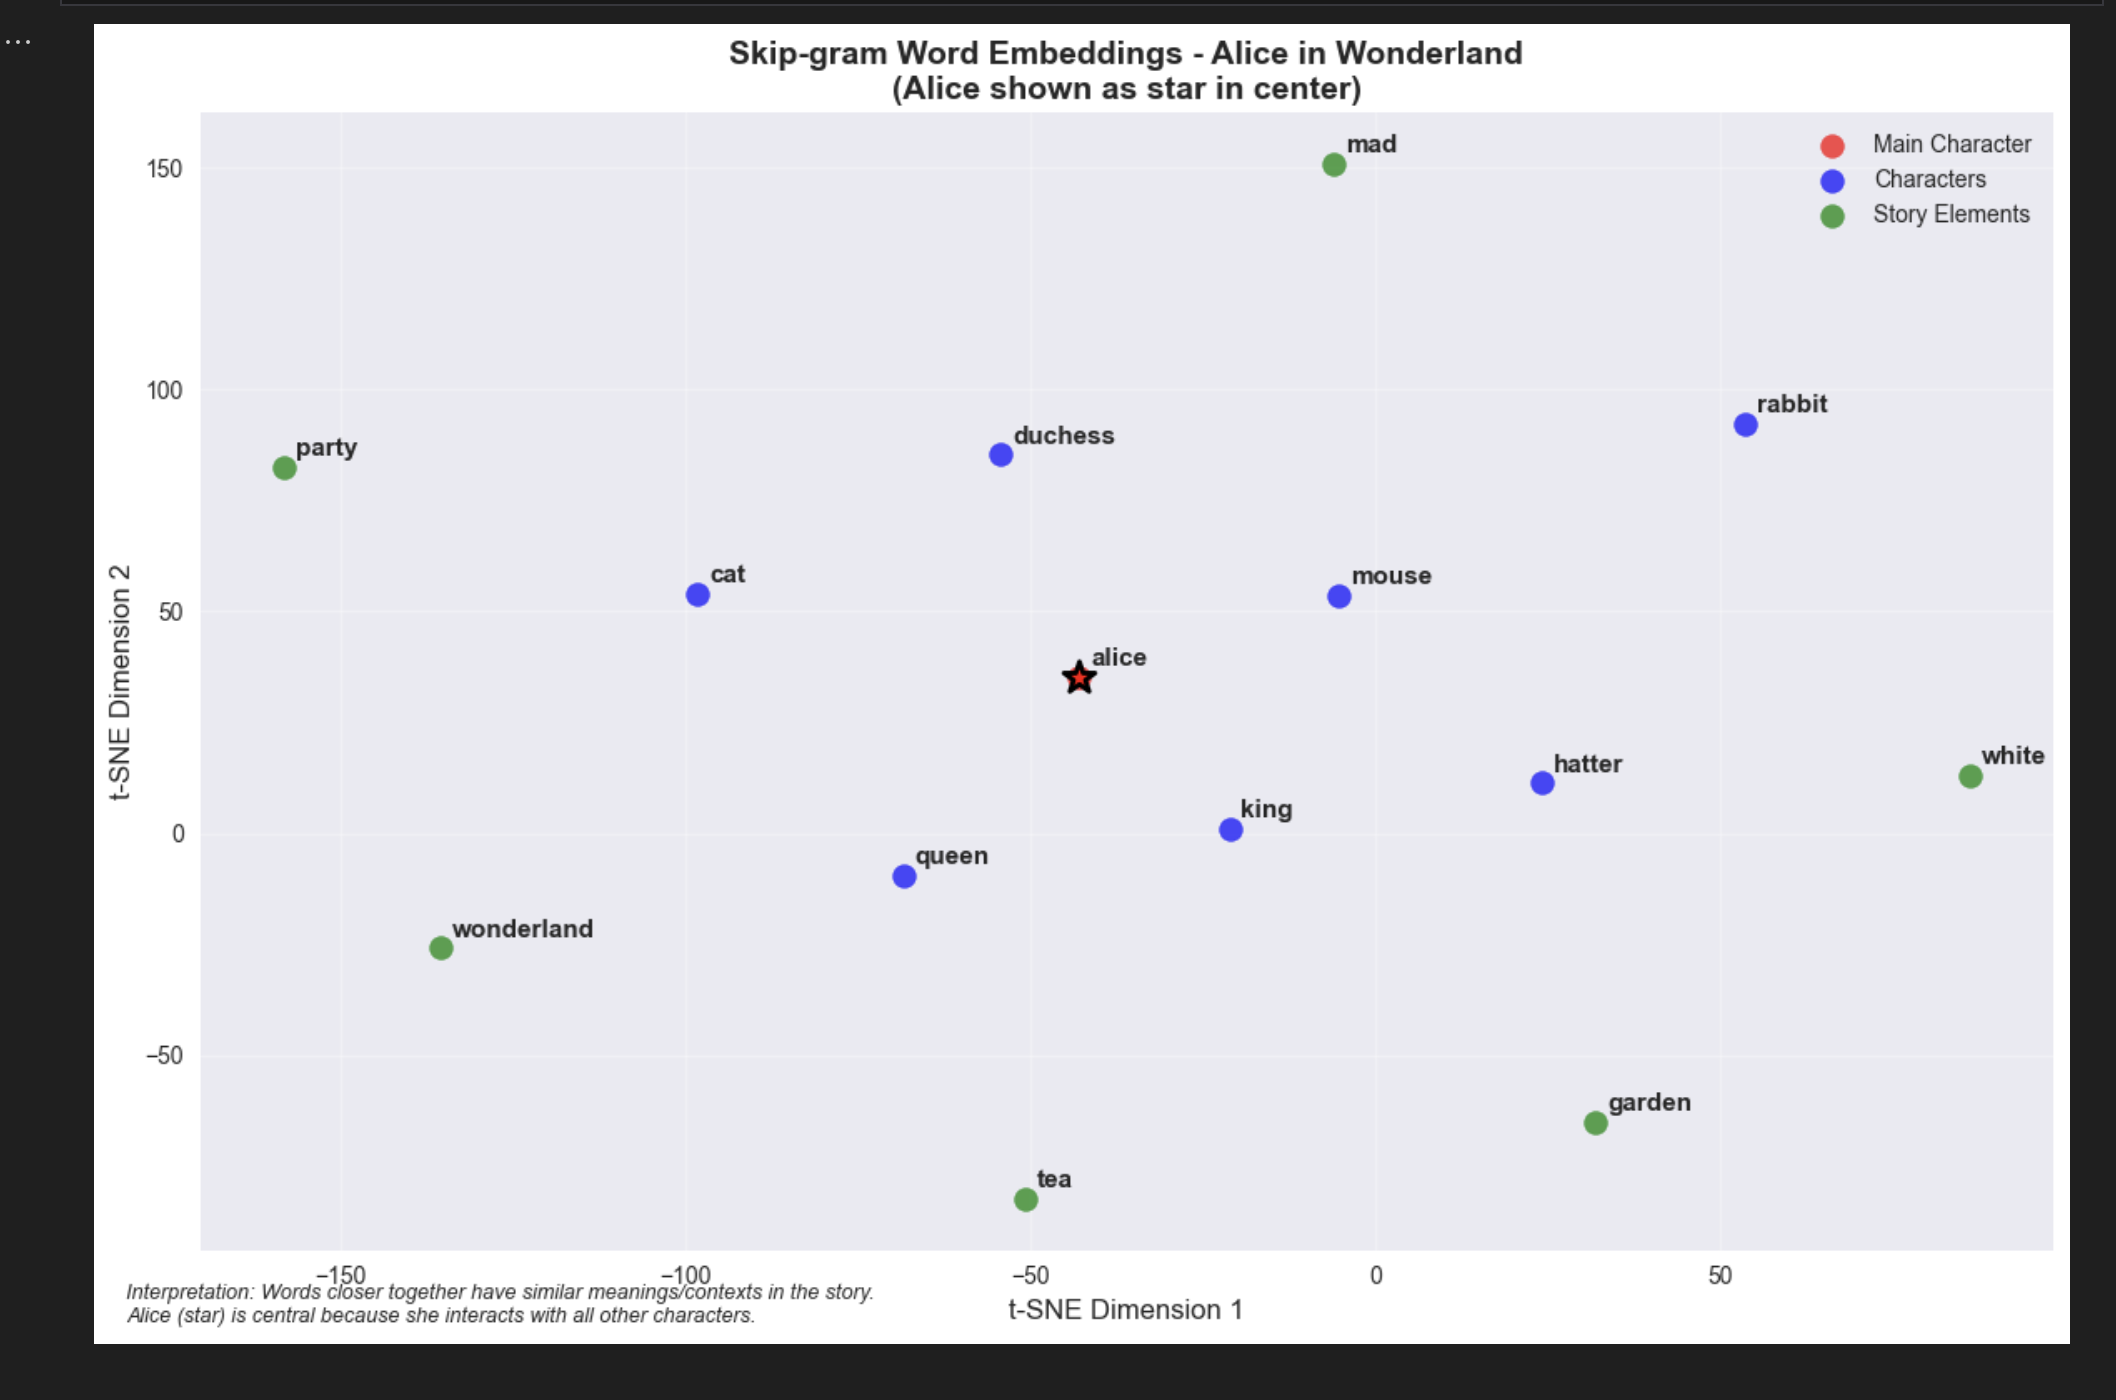 ...
Skip-gram Word Embeddings - Alice in Wonderland
(Alice shown as star in center)
mad
Main Character
Characters
Story Elements
150
100
50
0
−50
rabbit
duchess
party
cat
mouse
alice
white
hatter
king
queen
wonderland
garden
tea
t-SNE Dimension 2
−150
−100
−50
0
50
Interpretation: Words closer together have similar meanings/contexts in the story.
Alice (star) is central because she interacts with all other characters.
t-SNE Dimension 1